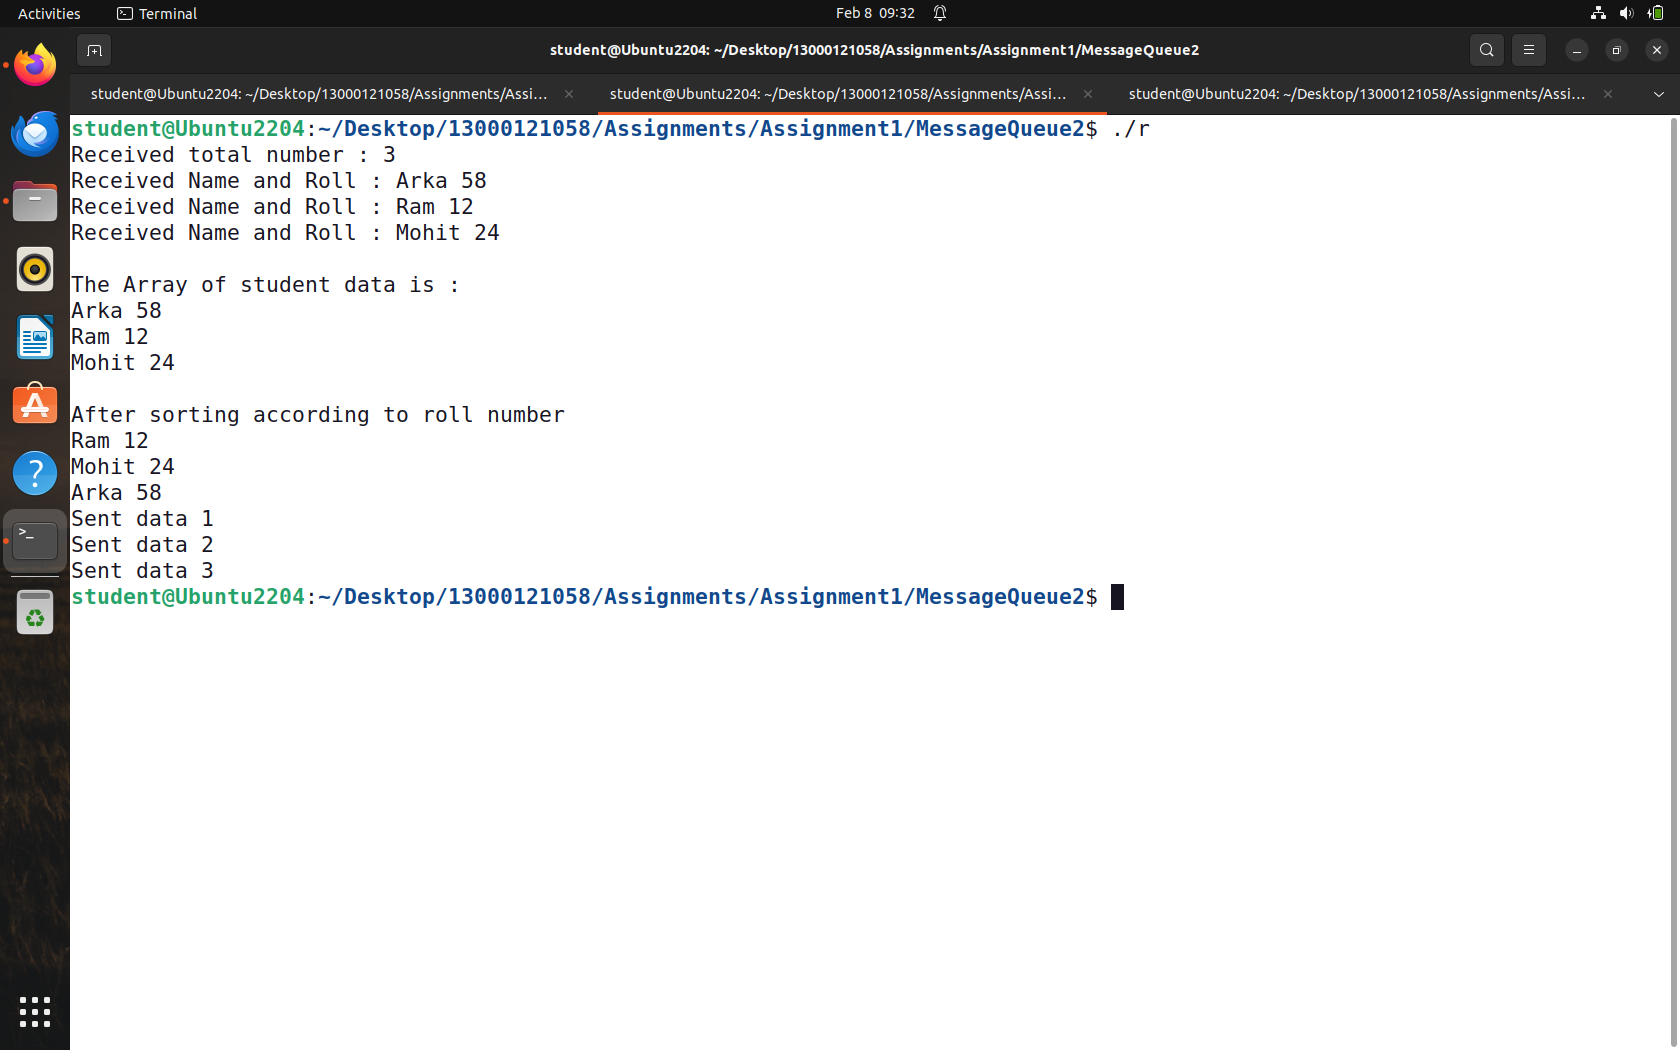 Activities Terminal Feb 8 09:32
student@Ubuntu2204: ~/Desktop/13000121058/Assignments/Assignment1/MessageQueue2
student@Ubuntu2204: ~/Desktop/13000121058/Assignments/Assi... student@Ubuntu2204: ~/Desktop/13000121058/Assignments/Assi... student@Ubuntu2204: ~/Desktop/13000121058/Assignments/Assi...
student@Ubuntu2204:~/Desktop/13000121058/Assignments/Assignment1/MessageQueue2$ ./r
Received total number : 3
Received Name and Roll : Arka 58
Received Name and Roll : Ram 12
Received Name and Roll : Mohit 24
The Array of student data is :
Arka 58
Ram 12
Mohit 24
After sorting according to roll number
Ram 12
Mohit 24
Arka 58
Sent data 1
Sent data 2
Sent data 3
student@Ubuntu2204:~/Desktop/13000121058/Assignments/Assignment1/MessageQueue2$